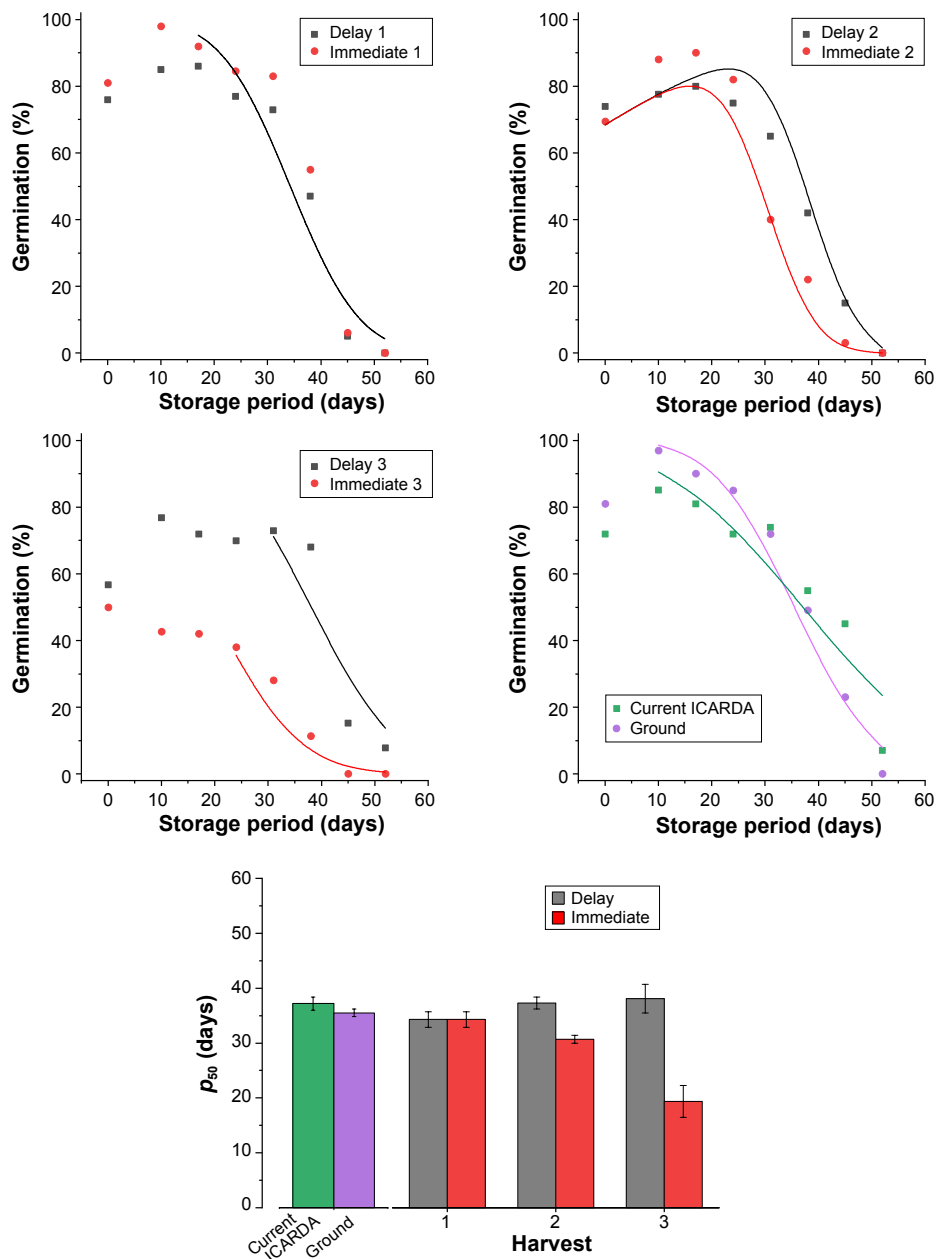 Delay 1
Immediate 1
Germination (%)
100
80
60
40
20
0
0 10 20 30 40 50 60
Storage period (days)
Delay 2
Immediate 2
Germination (%)
100
80
60
40
20
0
0 10 20 30 40 50 60
Storage period (days)
Delay 3
Immediate 3
Germination (%)
100
80
60
40
20
0
0 10 20 30 40 50 60
Storage period (days)
Current ICARDA
Ground
Germination (%)
100
80
60
40
20
0
0 10 20 30 40 50 60
Storage period (days)
Delay
Immediate
p50 (days)
60
50
40
30
20
10
0
Current
ICARDA
Ground
1 2 3
Harvest